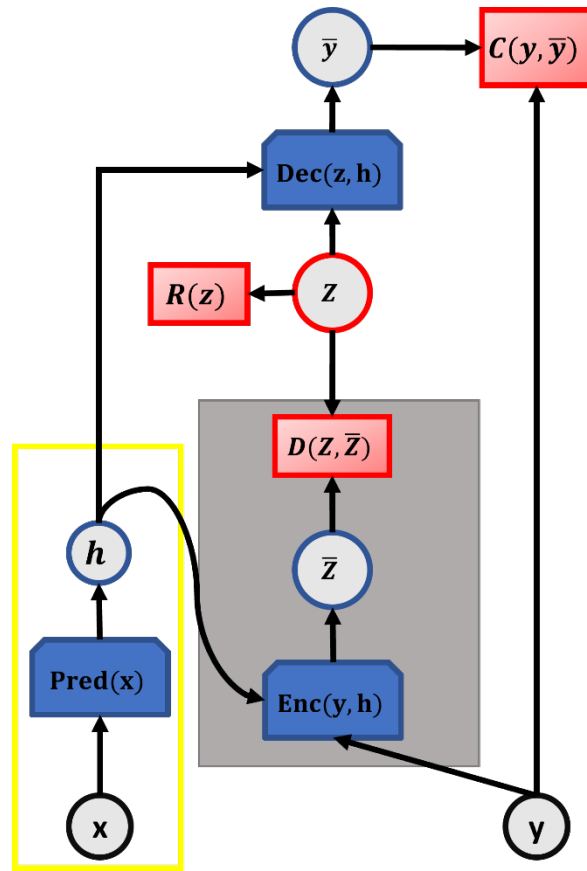 ȳ
C(y, ȳ)
Dec(z, h)
R(z)
Z
D(Z, Z̅)
h
Z̅
Pred(x)
Enc(y, h)
x
y